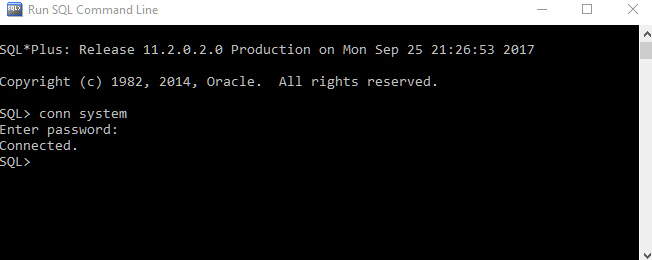 Run SQL Command Line
SQL*Plus: Release 11.2.0.2.0 Production on Mon Sep 25 21:26:53 2017
Copyright (c) 1982, 2014, Oracle.  All rights reserved.
SQL> conn system
Enter password:
Connected.
SQL>